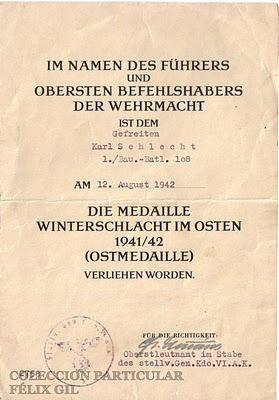 IM NAMEN DES FÜHRERS
UND
OBERSTEN BEFEHLSHABERS
DER WEHRMACHT
IST DEM
Gefreiten
Karl Schlecht
1./Bau.-Batl. 108
AM 12. August 1942
DIE MEDAILLE
WINTERSCHLACHT IM OSTEN
1941/42
(OSTMEDAILLE)
VERLIEHEN WORDEN.
FÜR DIE RICHTIGKEIT:
Oberstleutnant im Stabe
des stellv.Gen.Kdo.VI.A.K.
COLECCION PARTICULAR
FÉLIX GIL